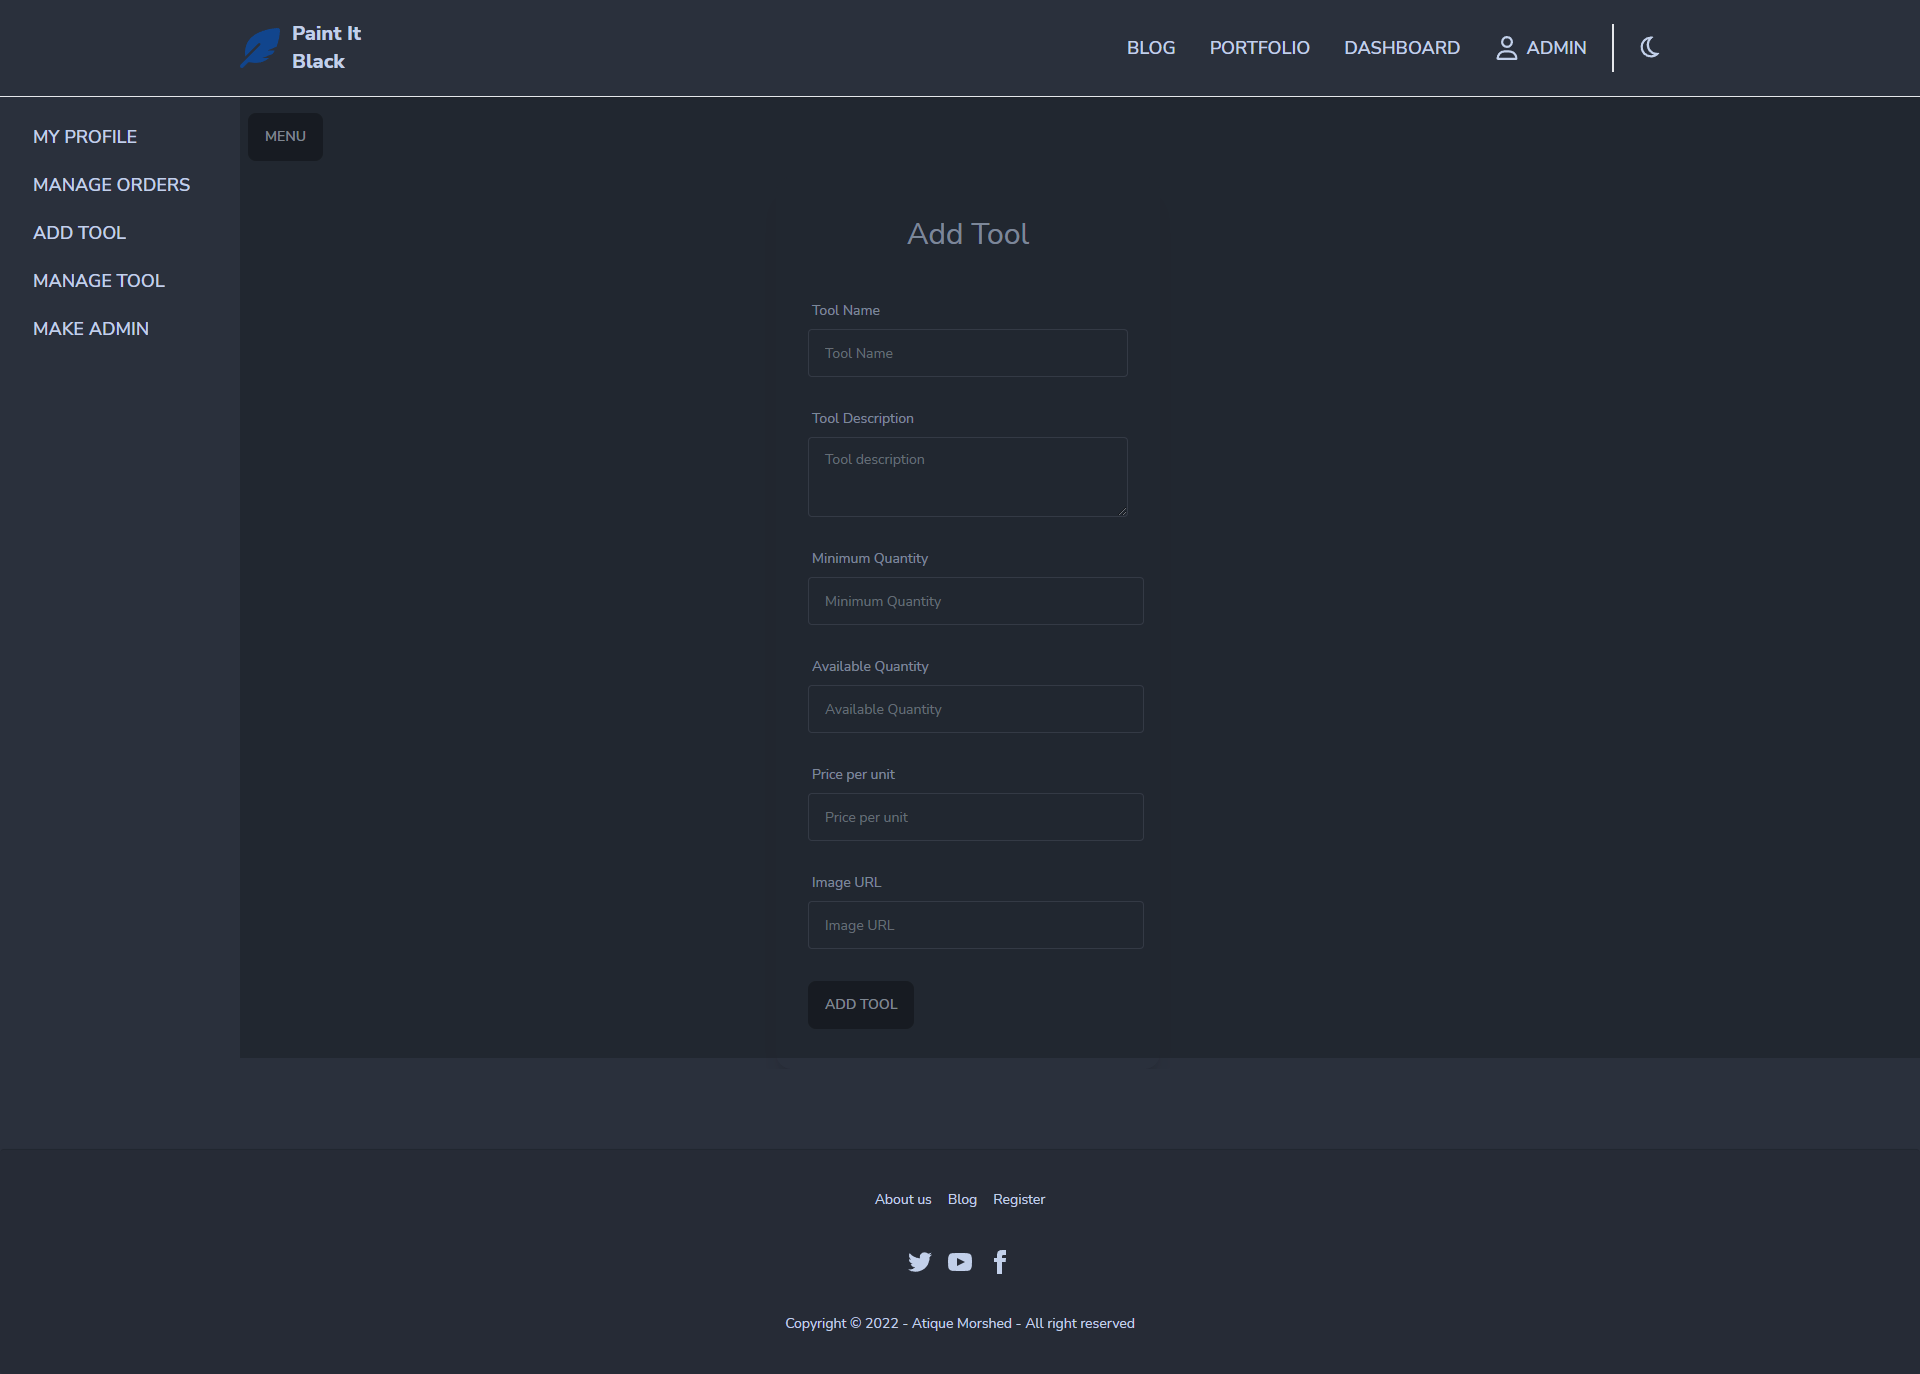 Paint It
Black
BLOG
PORTFOLIO
DASHBOARD
ADMIN
MY PROFILE
MANAGE ORDERS
ADD TOOL
MANAGE TOOL
MAKE ADMIN
MENU
Add Tool
Tool Name
Tool Name
Tool Description
Tool description
Minimum Quantity
Minimum Quantity
Available Quantity
Available Quantity
Price per unit
Price per unit
Image URL
Image URL
ADD TOOL
About us Blog Register
Copyright © 2022 - Atique Morshed - All right reserved